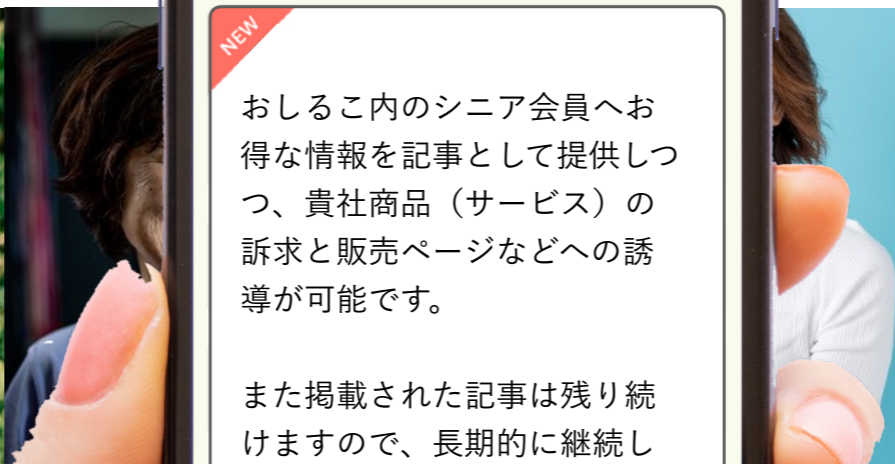 NEW
おしるこ内のシニア会員へお
得な情報を記事として提供しつ
つ、貴社商品（サービス）の
訴求と販売ページなどへの誘
導が可能です。
また掲載された記事は残り続
けますので、長期的に継続し